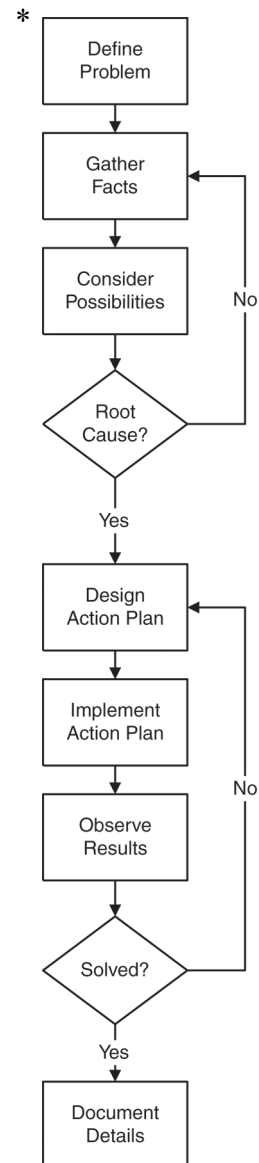 *
Define
Problem
Gather
Facts
Consider
Possibilities
No
Root
Cause?
Yes
Design
Action Plan
Implement
Action Plan
No
Observe
Results
Solved?
Yes
Document
Details